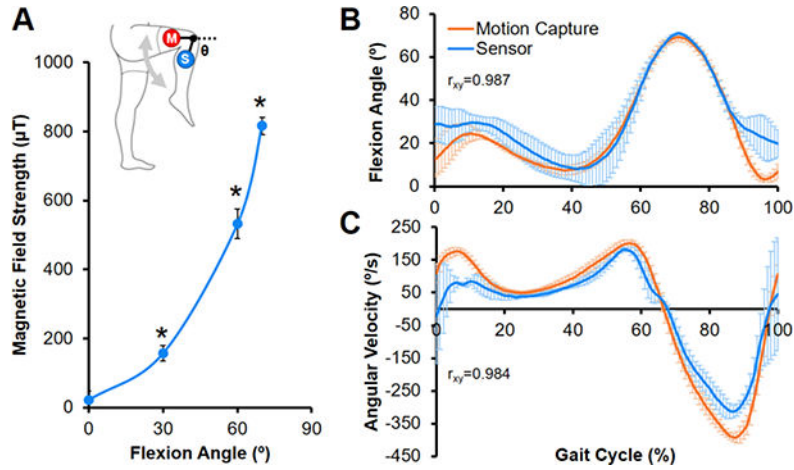 A
M
S
θ
Magnetic Field Strength (μT)
1000
800
600
400
200
0
*
*
*
0 30 60 90
Flexion Angle (º)
B
Flexion Angle (º)
80
60
40
20
0
Motion Capture
Sensor
rxy=0.987
0 20 40 60 80 100
C
Angular Velocity (º/s)
250
150
50
-50
-150
-250
-350
-450
0 20 40 60 80 100
rxy=0.984
Gait Cycle (%)